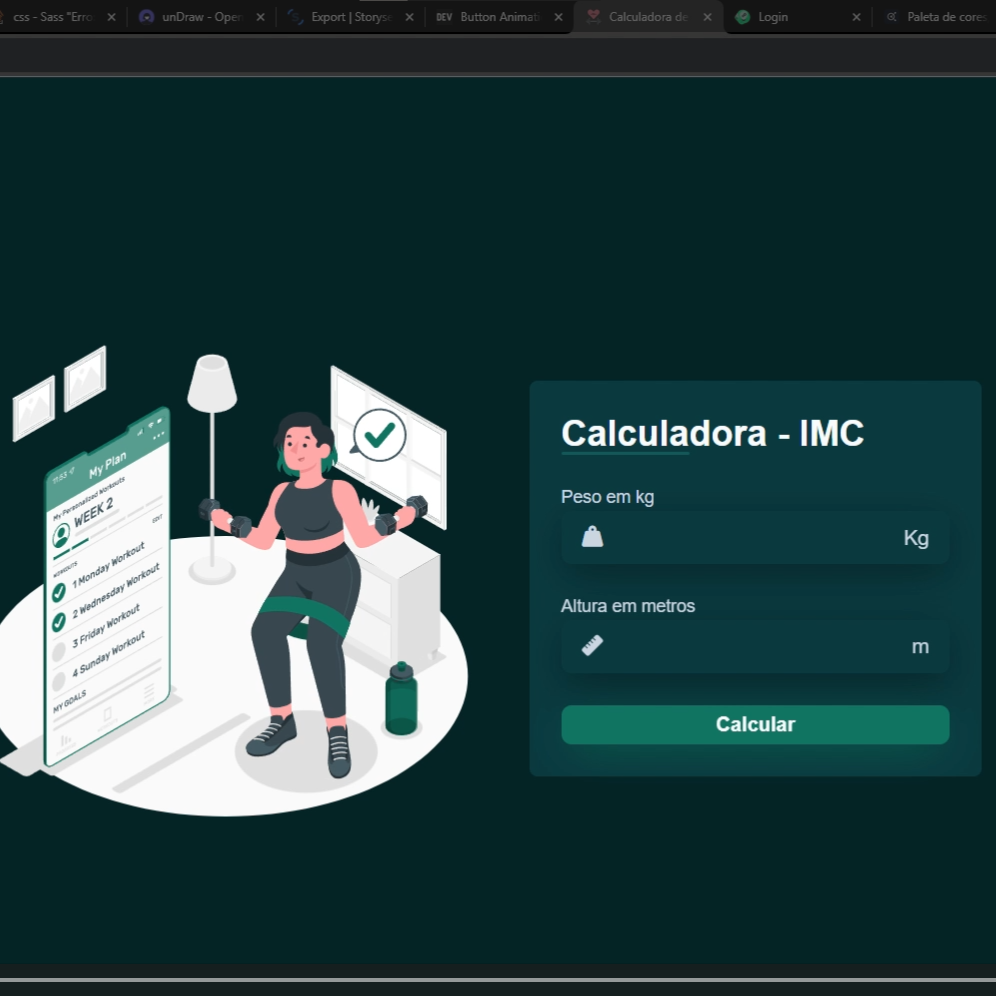 css - Sass "Erro
unDraw - Open
Export | Storyse
DEV Button Animati
Calculadora de
Login
Paleta de cores
11:53
My Plan
My Personalized Workouts
WEEK 2
EDIT
WORKOUTS
1 Monday Workout
2 Wednesday Workout
3 Friday Workout
4 Sunday Workout
MY GOALS
Calculadora - IMC
Peso em kg
Kg
Altura em metros
m
Calcular